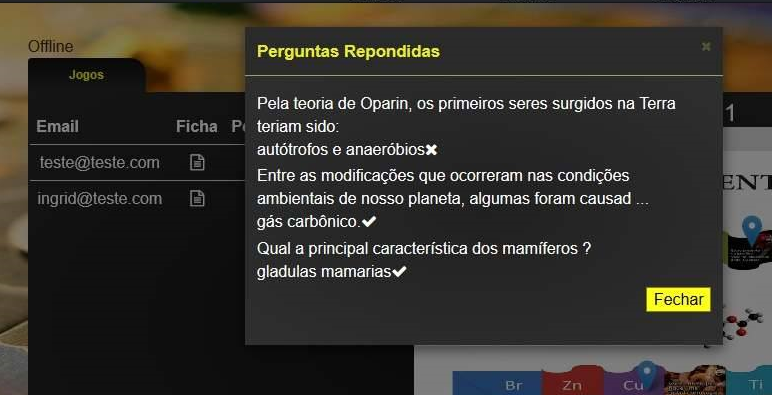 Offline
Jogos
Email Ficha
teste@teste.com
ingrid@teste.com
Perguntas Repondidas
Pela teoria de Oparin, os primeiros seres surgidos na Terra
teriam sido:
autótrofos e anaeróbios
Entre as modificações que ocorreram nas condições
ambientais de nosso planeta, algumas foram causad ...
gás carbônico.
Qual a principal característica dos mamíferos ?
gladulas mamarias
Fechar
1
ENT
Br Zn Cu Ti